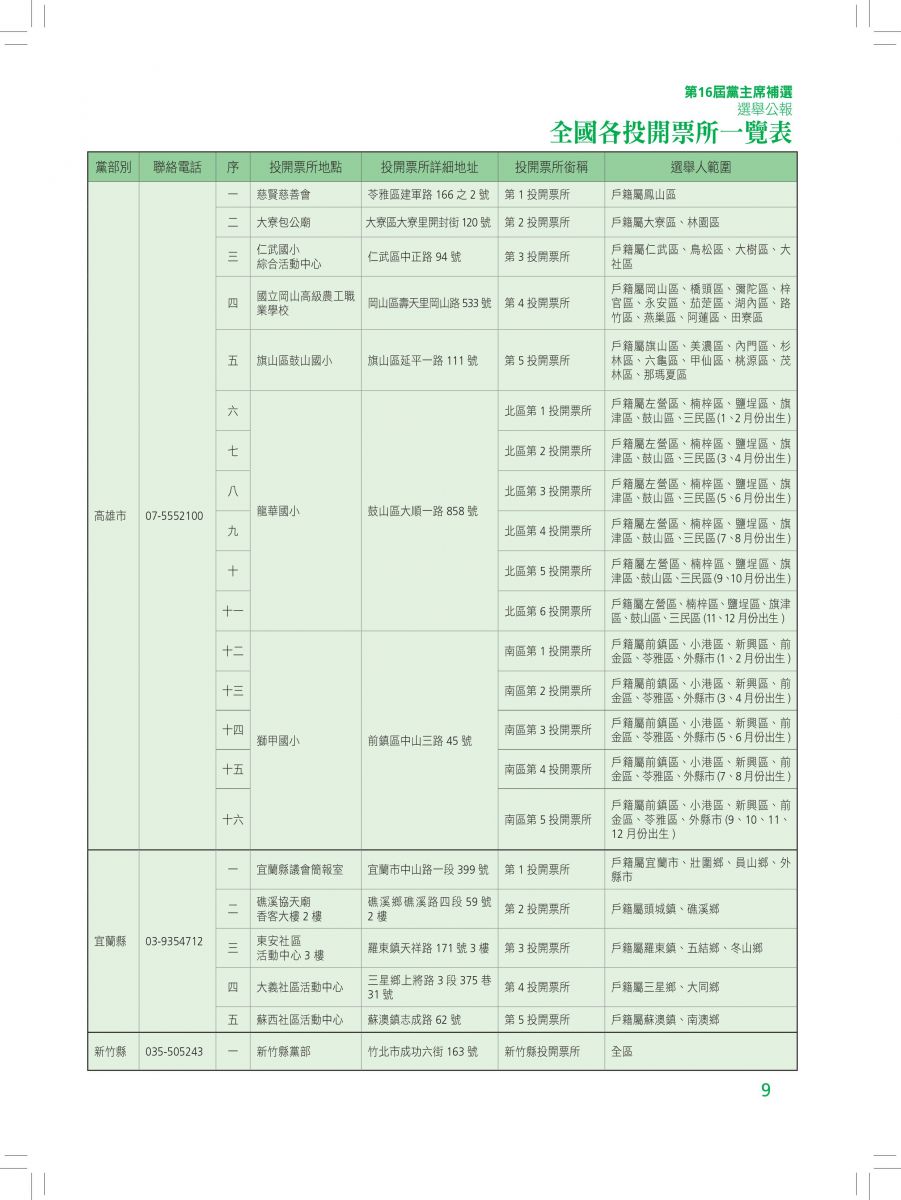 第16屆黨主席補選
選舉公報
全國各投開票所一覽表
黨部別 聯絡電話 序 投開票所地點 投開票所詳細地址 投開票所銜稱 選舉人範圍
高雄市 07-5552100
一 慈賢慈善會 苓雅區建軍路 166 之 2 號 第 1 投開票所 戶籍屬鳳山區
二 大寮包公廟 大寮區大寮里開封街 120 號 第 2 投開票所 戶籍屬大寮區、林園區
三 仁武國小
綜合活動中心 仁武區中正路 94 號 第 3 投開票所 戶籍屬仁武區、鳥松區、大樹區、大
社區
四 國立岡山高級農工職
業學校 岡山區壽天里岡山路 533 號 第 4 投開票所 戶籍屬岡山區、橋頭區、彌陀區、梓
官區、永安區、茄萣區、湖內區、路
竹區、燕巢區、阿蓮區、田寮區
五 旗山區鼓山國小 旗山區延平一路 111 號 第 5 投開票所 戶籍屬旗山區、美濃區、內門區、杉
林區、六龜區、甲仙區、桃源區、茂
林區、那瑪夏區
龍華國小 鼓山區大順一路 858 號
六 北區第 1 投開票所 戶籍屬左營區、楠梓區、鹽埕區、旗
津區、鼓山區、三民區(1、2 月份出生)
七 北區第 2 投開票所 戶籍屬左營區、楠梓區、鹽埕區、旗
津區、鼓山區、三民區(3、4 月份出生)
八 北區第 3 投開票所 戶籍屬左營區、楠梓區、鹽埕區、旗
津區、鼓山區、三民區(5、6 月份出生)
九 北區第 4 投開票所 戶籍屬左營區、楠梓區、鹽埕區、旗
津區、鼓山區、三民區(7、8 月份出生)
十 北區第 5 投開票所 戶籍屬左營區、楠梓區、鹽埕區、旗
津區、鼓山區、三民區(9、10 月份出生)
十一 北區第 6 投開票所 戶籍屬左營區、楠梓區、鹽埕區、旗津
區、鼓山區、三民區 (11、12 月份出生 )
獅甲國小 前鎮區中山三路 45 號
十二 南區第 1 投開票所 戶籍屬前鎮區、小港區、新興區、前
金區、苓雅區、外縣市 (1、2 月份出生 )
十三 南區第 2 投開票所 戶籍屬前鎮區、小港區、新興區、前
金區、苓雅區、外縣市 (3、4 月份出生 )
十四 南區第 3 投開票所 戶籍屬前鎮區、小港區、新興區、前
金區、苓雅區、外縣市 (5、6 月份出生 )
十五 南區第 4 投開票所 戶籍屬前鎮區、小港區、新興區、前
金區、苓雅區、外縣市 (7、8 月份出生 )
十六 南區第 5 投開票所 戶籍屬前鎮區、小港區、新興區、前
金區、苓雅區、外縣市 (9、10、11、
12 月份出生 )
宜蘭縣 03-9354712
一 宜蘭縣議會簡報室 宜蘭市中山路一段 399 號 第 1 投開票所 戶籍屬宜蘭市、壯圍鄉、員山鄉、外
縣市
二 礁溪協天廟
香客大樓 2 樓 礁溪鄉礁溪路四段 59 號
2 樓 第 2 投開票所 戶籍屬頭城鎮、礁溪鄉
三 東安社區
活動中心 3 樓 羅東鎮天祥路 171 號 3 樓 第 3 投開票所 戶籍屬羅東鎮、五結鄉、冬山鄉
四 大義社區活動中心 三星鄉上將路 3 段 375 巷
31 號 第 4 投開票所 戶籍屬三星鄉、大同鄉
五 蘇西社區活動中心 蘇澳鎮志成路 62 號 第 5 投開票所 戶籍屬蘇澳鎮、南澳鄉
新竹縣 035-505243 一 新竹縣黨部 竹北市成功六街 163 號 新竹縣投開票所 全區
9